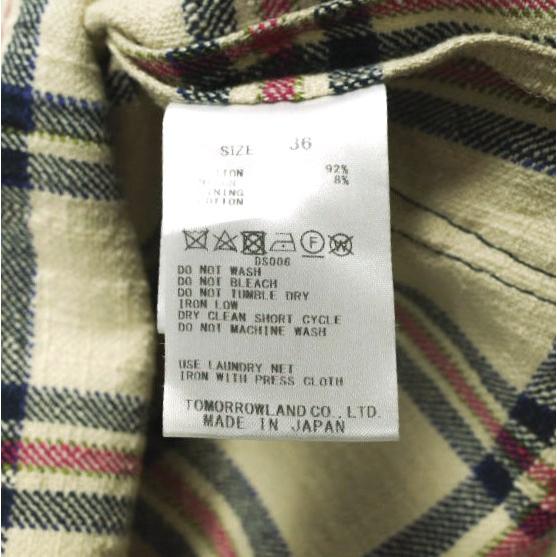 SIZE 36
92%
8%
COTTON
DS006
DO NOT WASH
DO NOT BLEACH
DO NOT TUMBLE DRY
IRON LOW
DRY CLEAN SHORT CYCLE
DO NOT MACHINE WASH
USE LAUNDRY NET
IRON WITH PRESS CLOTH
TOMORROWLAND CO., LTD.
MADE IN JAPAN